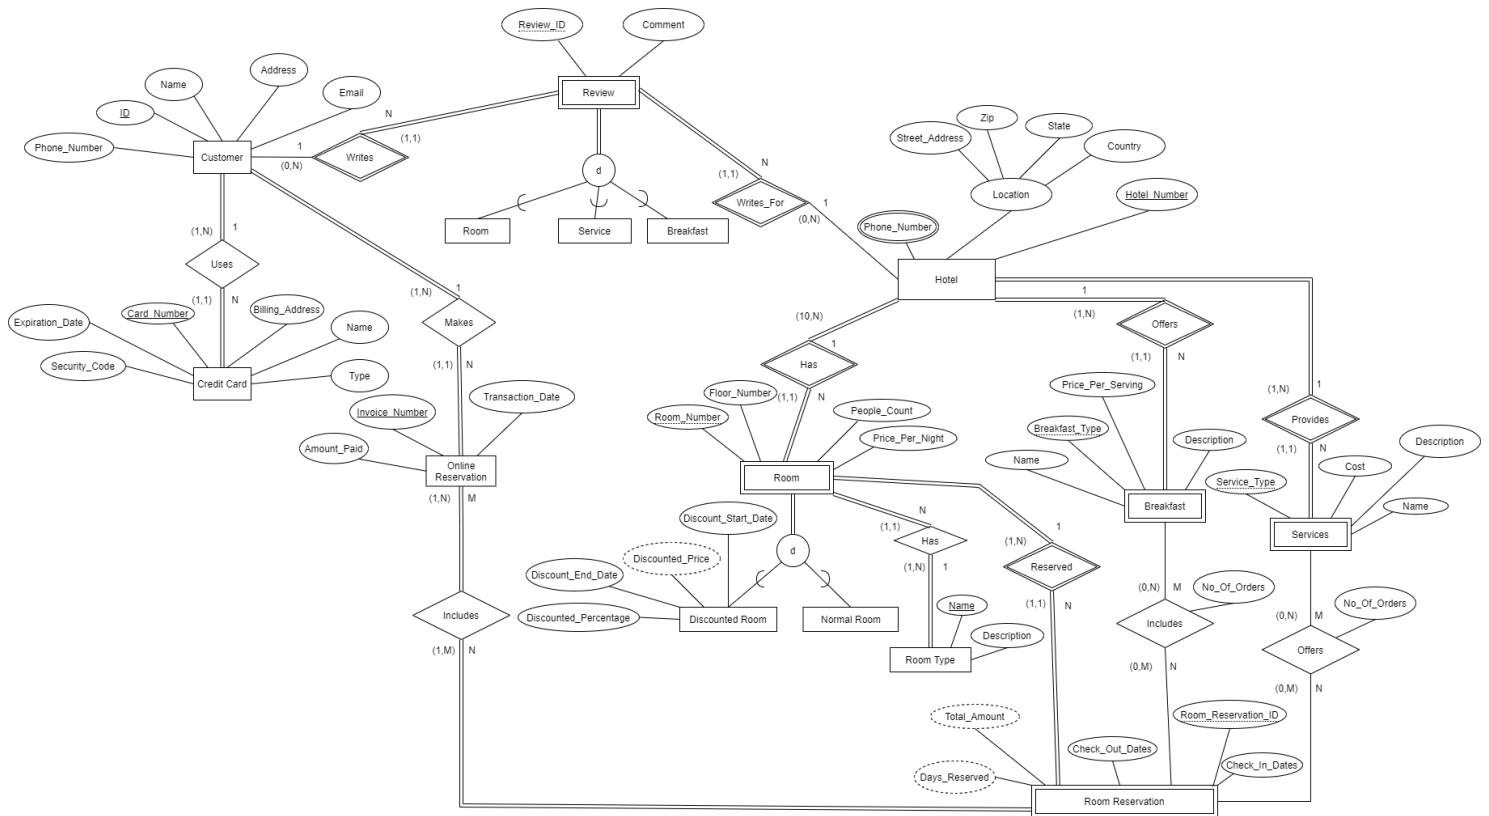 Review_ID
Comment
Review
Address
Name
Email
ID
Phone_Number
Customer
N
(1,1)
1
(0,N)
Writes
d
Room
Service
Breakfast
N
(1,1)
Writes_For
1
(0,N)
Zip
State
Street_Address
Country
Location
Hotel_Number
Phone_Number
Hotel
1
(1,N)
Uses
(1,1)
N
Card_Number
Billing_Address
Expiration_Date
Name
Security_Code
Type
Credit Card
(1,N)
1
Makes
(1,1)
N
Transaction_Date
Invoice_Number
Amount_Paid
Online
Reservation
(1,N)
M
Includes
(1,M)
N
(10,N)
1
Has
(1,1)
N
Floor_Number
Room_Number
People_Count
Price_Per_Night
Room
1
(1,N)
Offers
(1,1)
N
Price_Per_Serving
Breakfast_Type
Description
Name
Breakfast
(1,N)
1
Provides
(1,1)
N
Description
Cost
Service_Type
Name
Services
Discount_Start_Date
Discounted_Price
Discount_End_Date
Discounted_Percentage
d
Discounted Room
Normal Room
N
(1,1)
Has
(1,N)
1
Name
Description
Room Type
1
(1,N)
Reserved
(1,1)
N
(0,N)
M
No_Of_Orders
Includes
(0,M)
N
No_Of_Orders
(0,N)
M
Offers
(0,M)
N
Total_Amount
Room_Reservation_ID
Check_Out_Dates
Check_In_Dates
Days_Reserved
Room Reservation